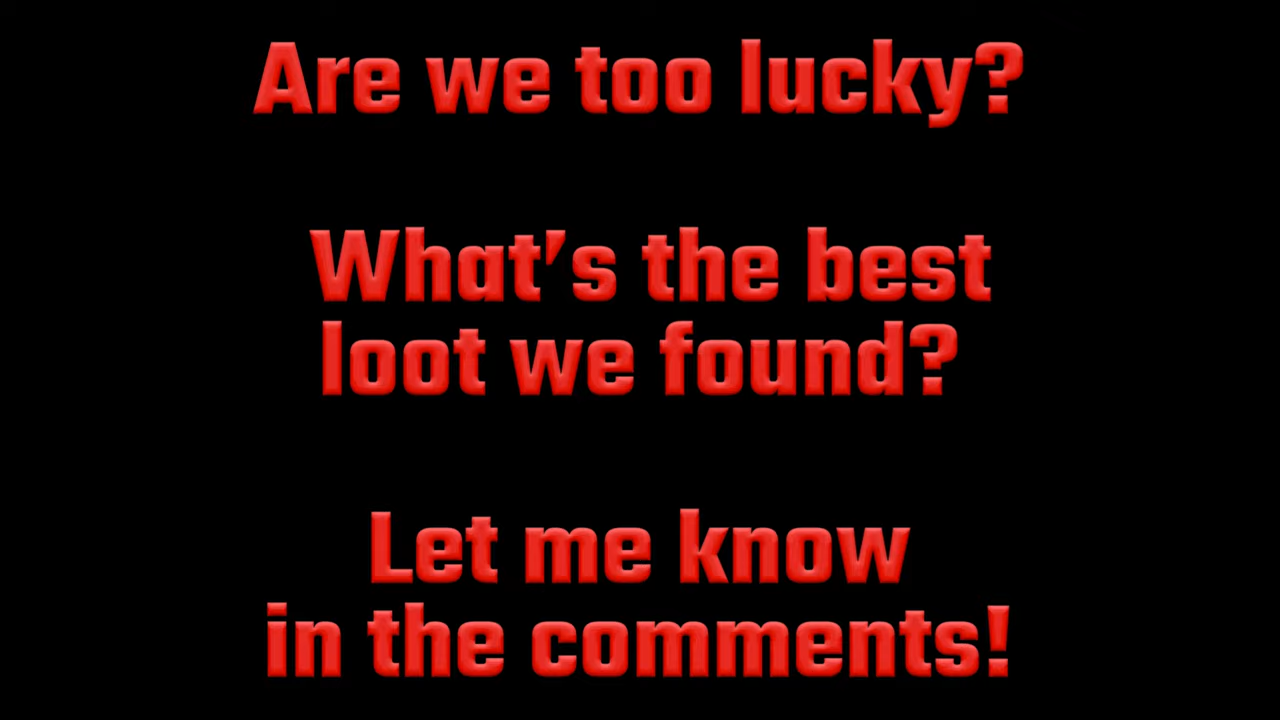 Are we too lucky?
What's the best
loot we found?
Let me know
in the comments!